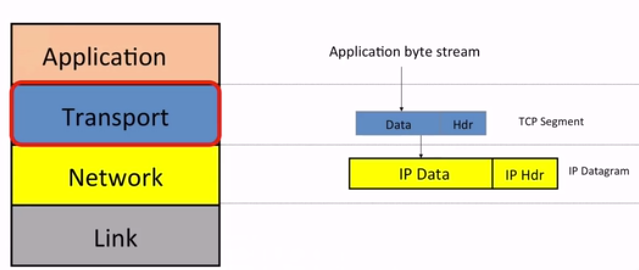 Application
Application byte stream
Transport
Data Hdr
TCP Segment
Network
IP Data
IP Hdr
IP Datagram
Link